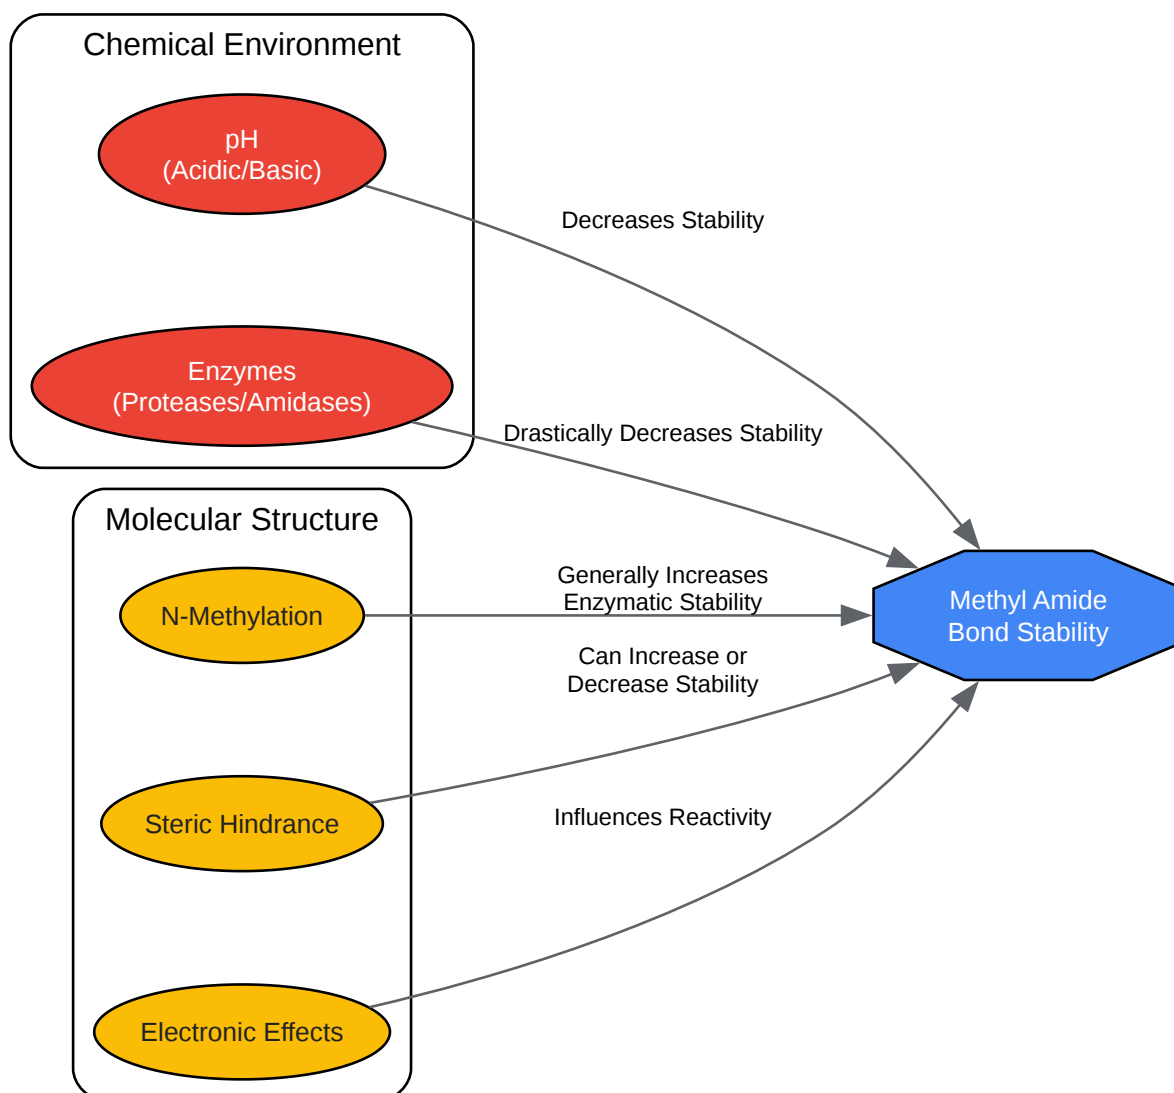 Chemical Environment
pH
(Acidic/Basic)
Decreases Stability
Enzymes
(Proteases/Amidases)
Drastically Decreases Stability
Molecular Structure
N-Methylation
Generally Increases
Enzymatic Stability
Methyl Amide
Bond Stability
Can Increase or
Decrease Stability
Steric Hindrance
Influences Reactivity
Electronic Effects